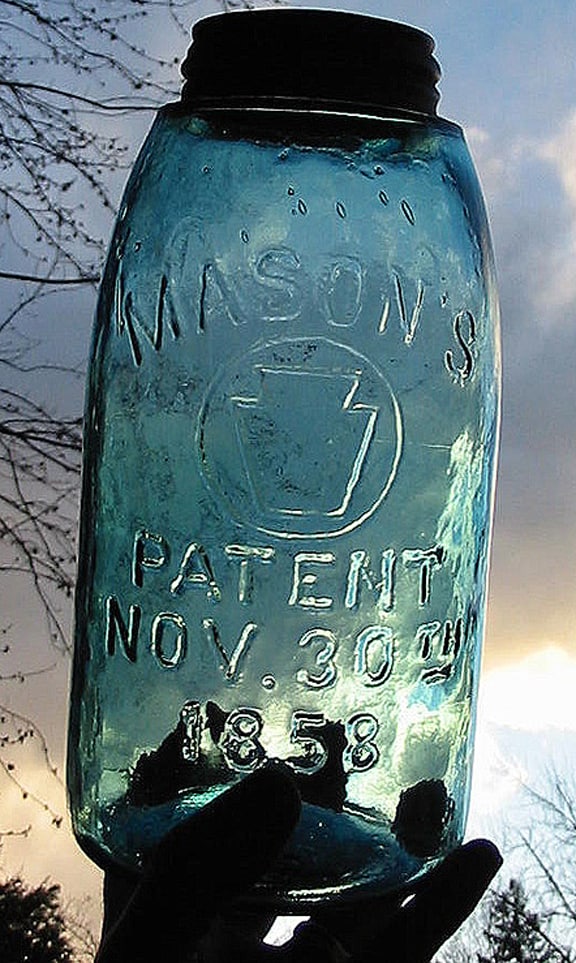 MASON'S
PATENT
NOV. 30TH
1858